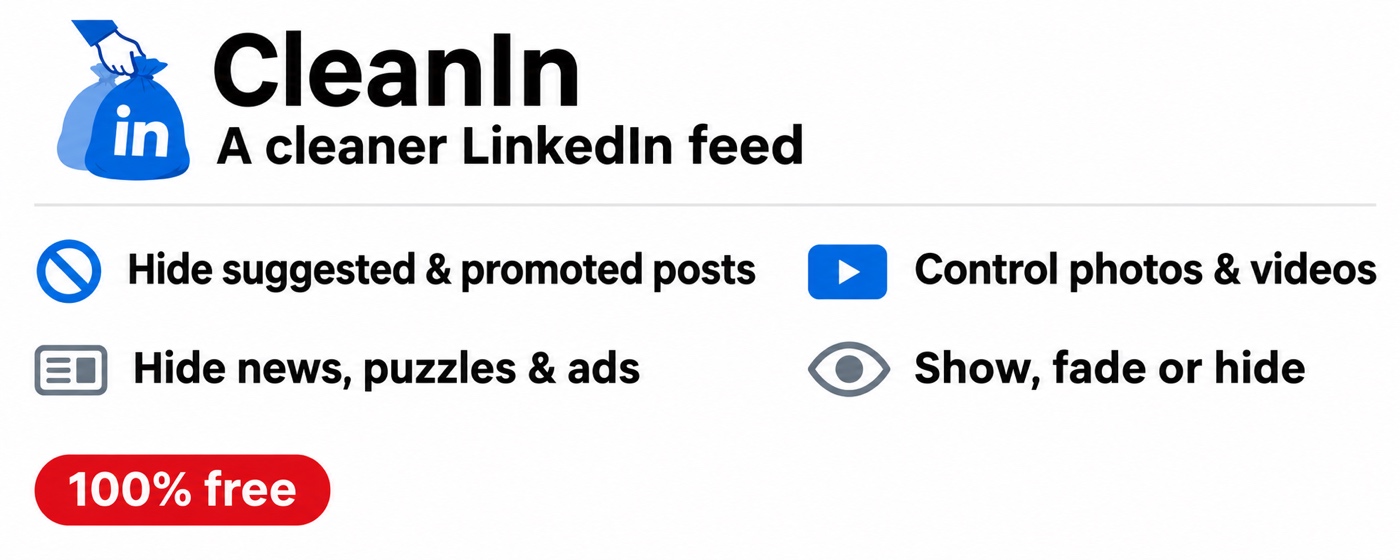 in
CleanIn
A cleaner LinkedIn feed
Hide suggested & promoted posts
Control photos & videos
Hide news, puzzles & ads
Show, fade or hide
100% free